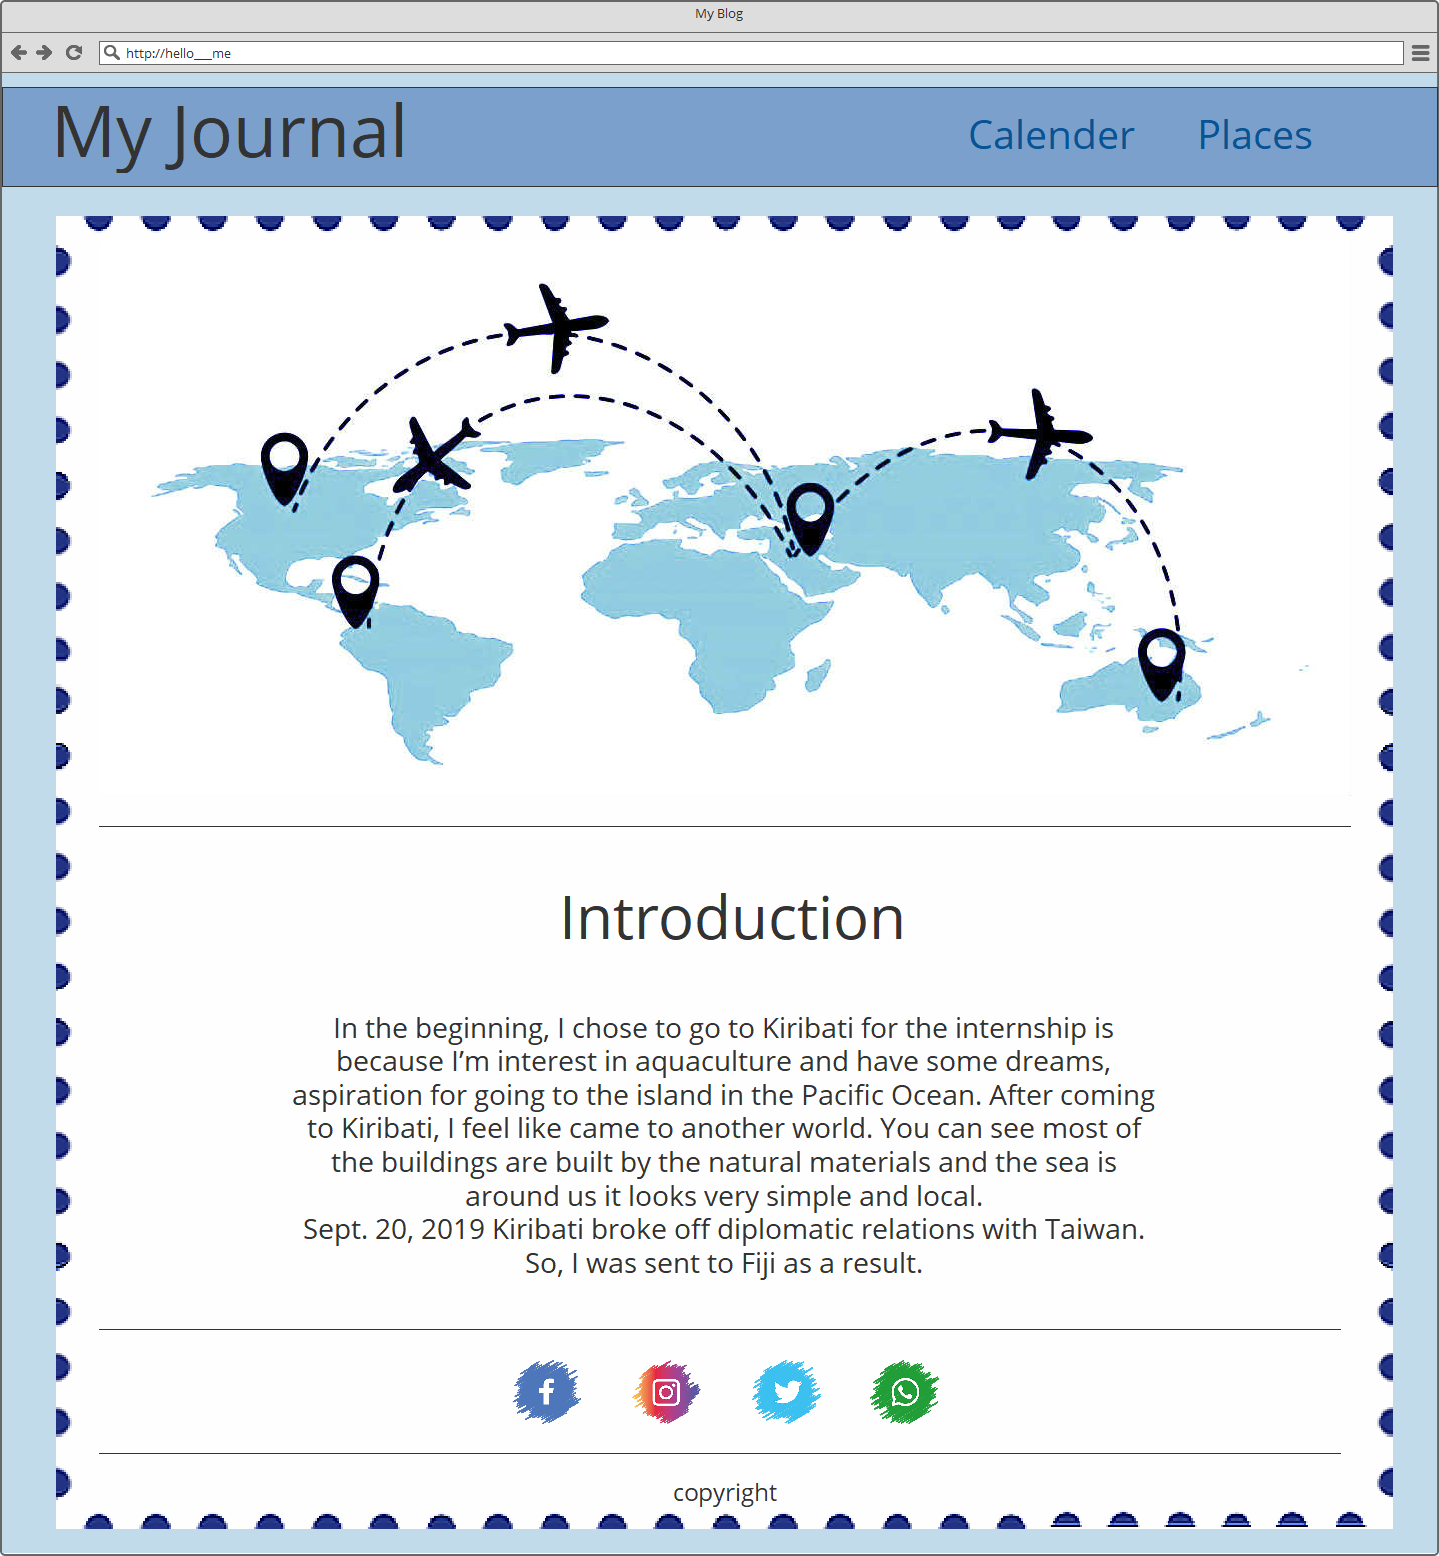 My Blog
http://hello___me
My Journal
Calender
Places
Introduction
In the beginning, I chose to go to Kiribati for the internship is
because I’m interest in aquaculture and have some dreams,
aspiration for going to the island in the Pacific Ocean. After coming
to Kiribati, I feel like came to another world. You can see most of
the buildings are built by the natural materials and the sea is
around us it looks very simple and local.
Sept. 20, 2019 Kiribati broke off diplomatic relations with Taiwan.
So, I was sent to Fiji as a result.
copyright